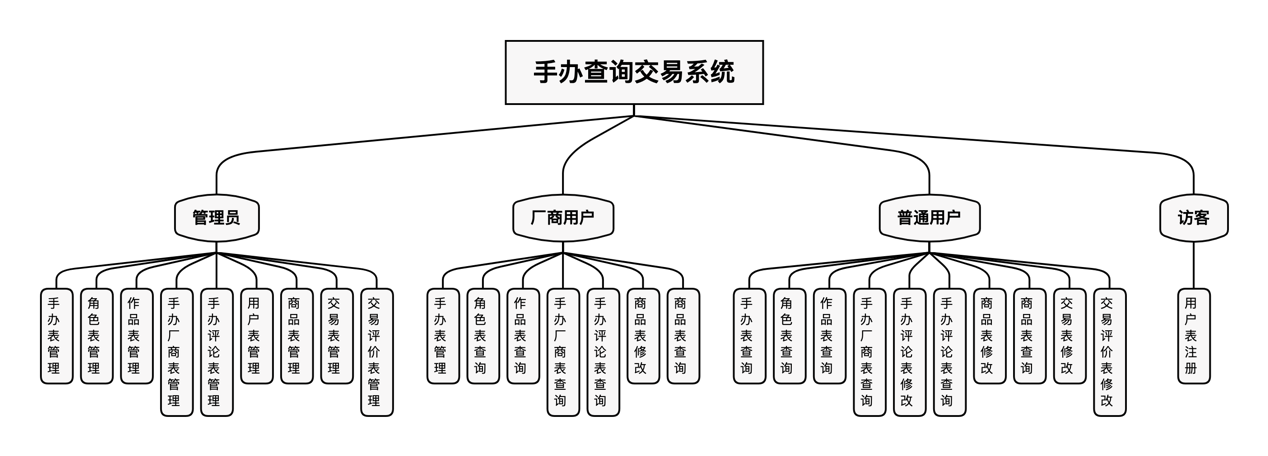 手办查询交易系统
管理员
厂商用户
普通用户
访客
手办表管理
角色表管理
作品表管理
手办厂商表管理
手办评论表管理
用户表管理
商品表管理
交易表管理
交易评价表管理
手办表管理
角色表查询
作品表查询
手办厂商表查询
手办评论表查询
商品表修改
商品表查询
手办表查询
角色表查询
作品表查询
手办厂商表查询
手办评论表修改
手办评论表查询
商品表修改
商品表查询
交易表修改
交易评价表修改
用户表注册